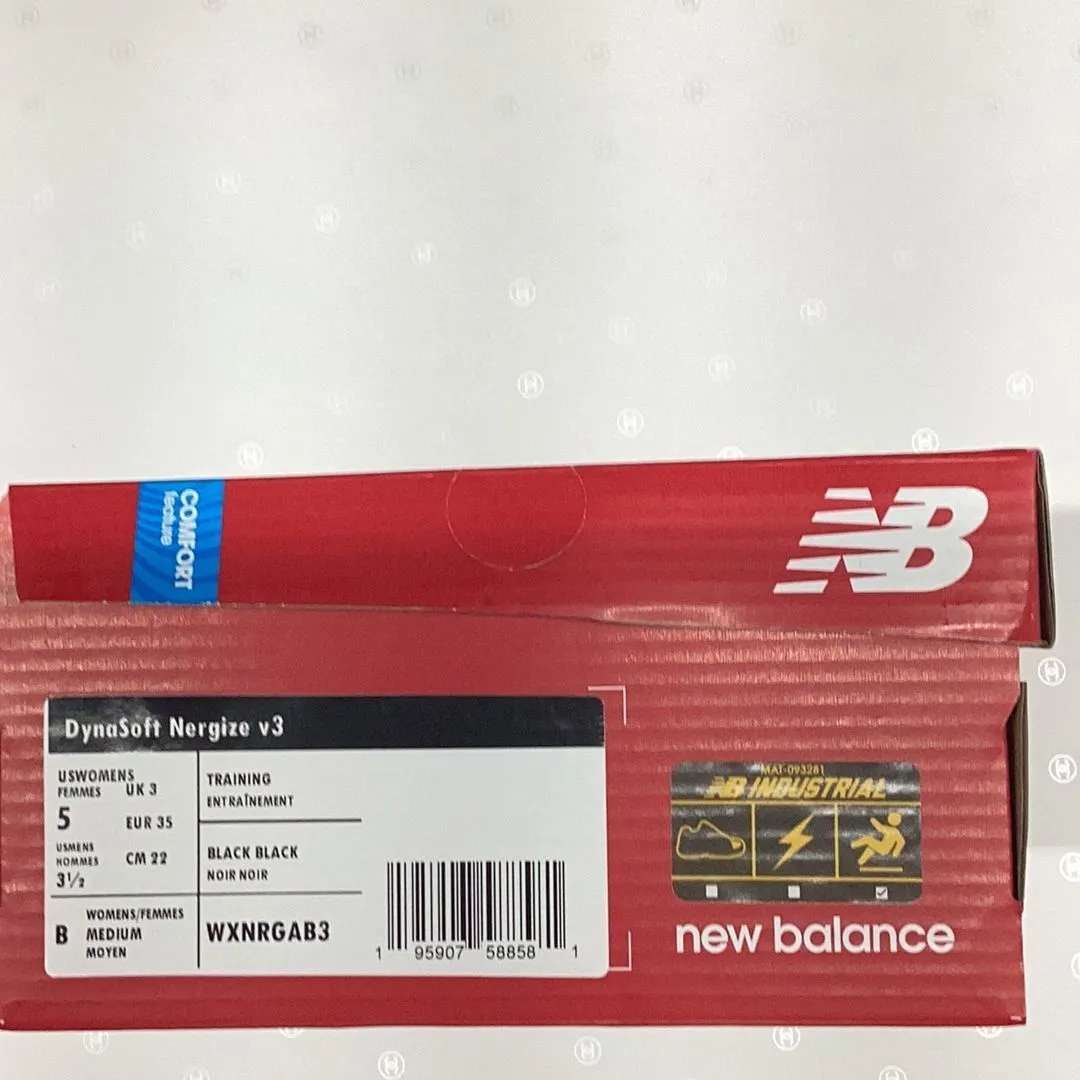 COMFORT
feature
NB
DynaSoft Nergize v3
USWOMENS
FEMMES
5
UK 3
EUR 35
USMENS
HOMMES
3½
CM 22
B
WOMENS/FEMMES
MEDIUM
MOYEN
TRAINING
ENTRAÎNEMENT
BLACK BLACK
NOIR NOIR
WXNRGAB3
1 95907 58858 1
MAT-093281
NB INDUSTRIAL
new balance